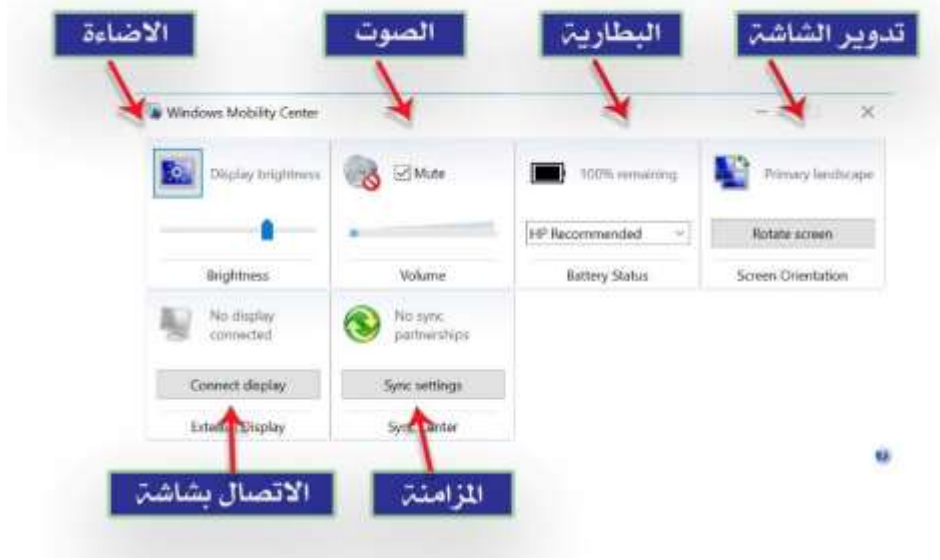 الاضاءة
الصوت
البطارية
تدوير الشاشة
Windows Mobility Center
Display brightness
Mute
100% remaining
Primary landscape
HP Recommended
Rotate screen
Brightness
Volume
Battery Status
Screen Orientation
No display
connected
No sync
partnerships
Connect display
Sync settings
External Display
Sync Center
الاتصال بشاشة
المزامنة